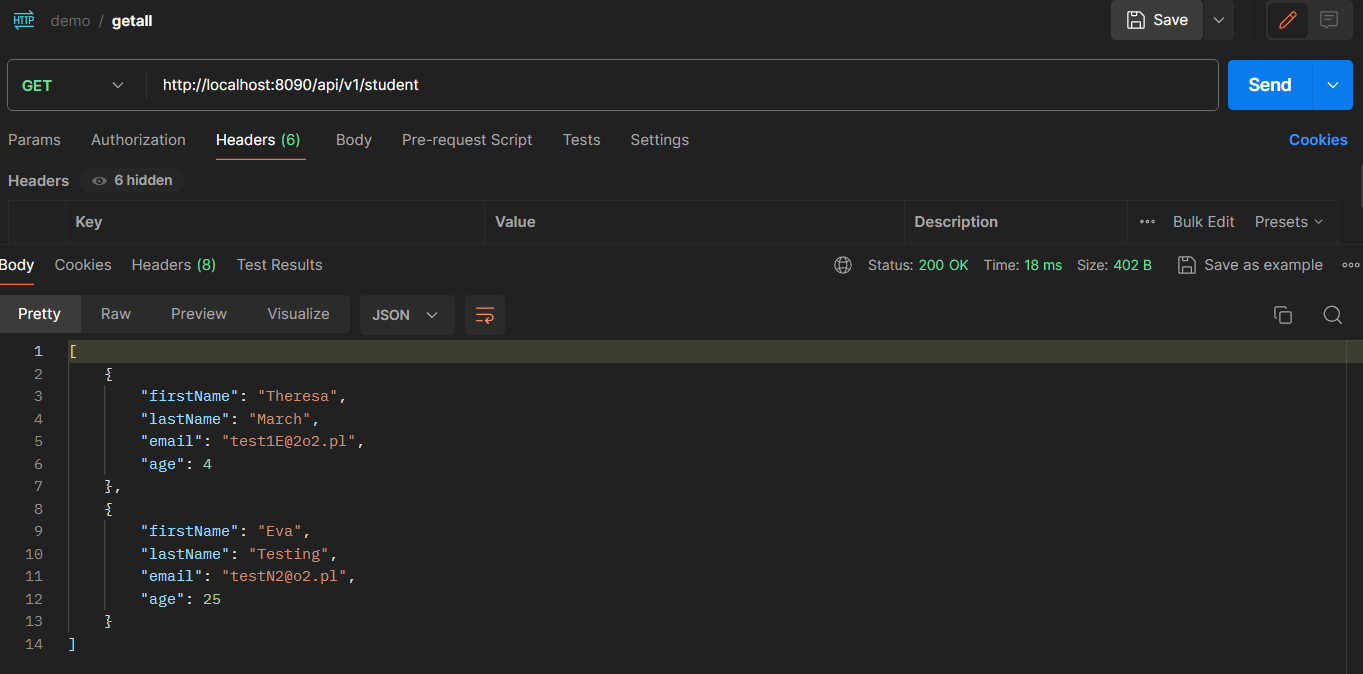 HTTP demo / getall Save
GET http://localhost:8090/api/v1/student Send
Params Authorization Headers (6) Body Pre-request Script Tests Settings Cookies
Headers 6 hidden
Key Value Description Bulk Edit Presets
Body Cookies Headers (8) Test Results Status: 200 OK Time: 18 ms Size: 402 B Save as example
Pretty Raw Preview Visualize JSON
1 [
2 {
3 "firstName": "Theresa",
4 "lastName": "March",
5 "email": "test1E@2o2.pl",
6 "age": 4
7 },
8 {
9 "firstName": "Eva",
10 "lastName": "Testing",
11 "email": "testN2@o2.pl",
12 "age": 25
13 }
14 ]